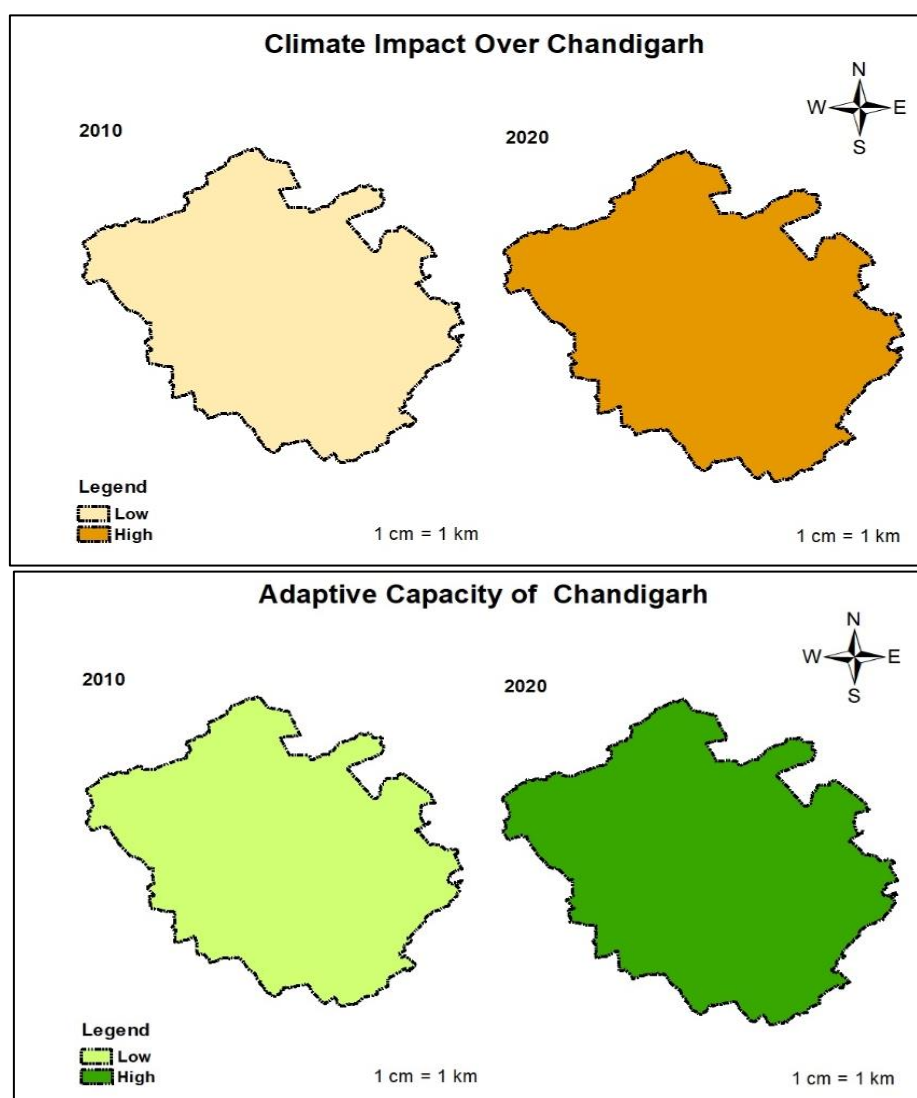 Climate Impact Over Chandigarh
N
W E
S
2010
2020
Legend
Low
High
1 cm = 1 km
1 cm = 1 km
Adaptive Capacity of Chandigarh
N
W E
S
2010
2020
Legend
Low
High
1 cm = 1 km
1 cm = 1 km